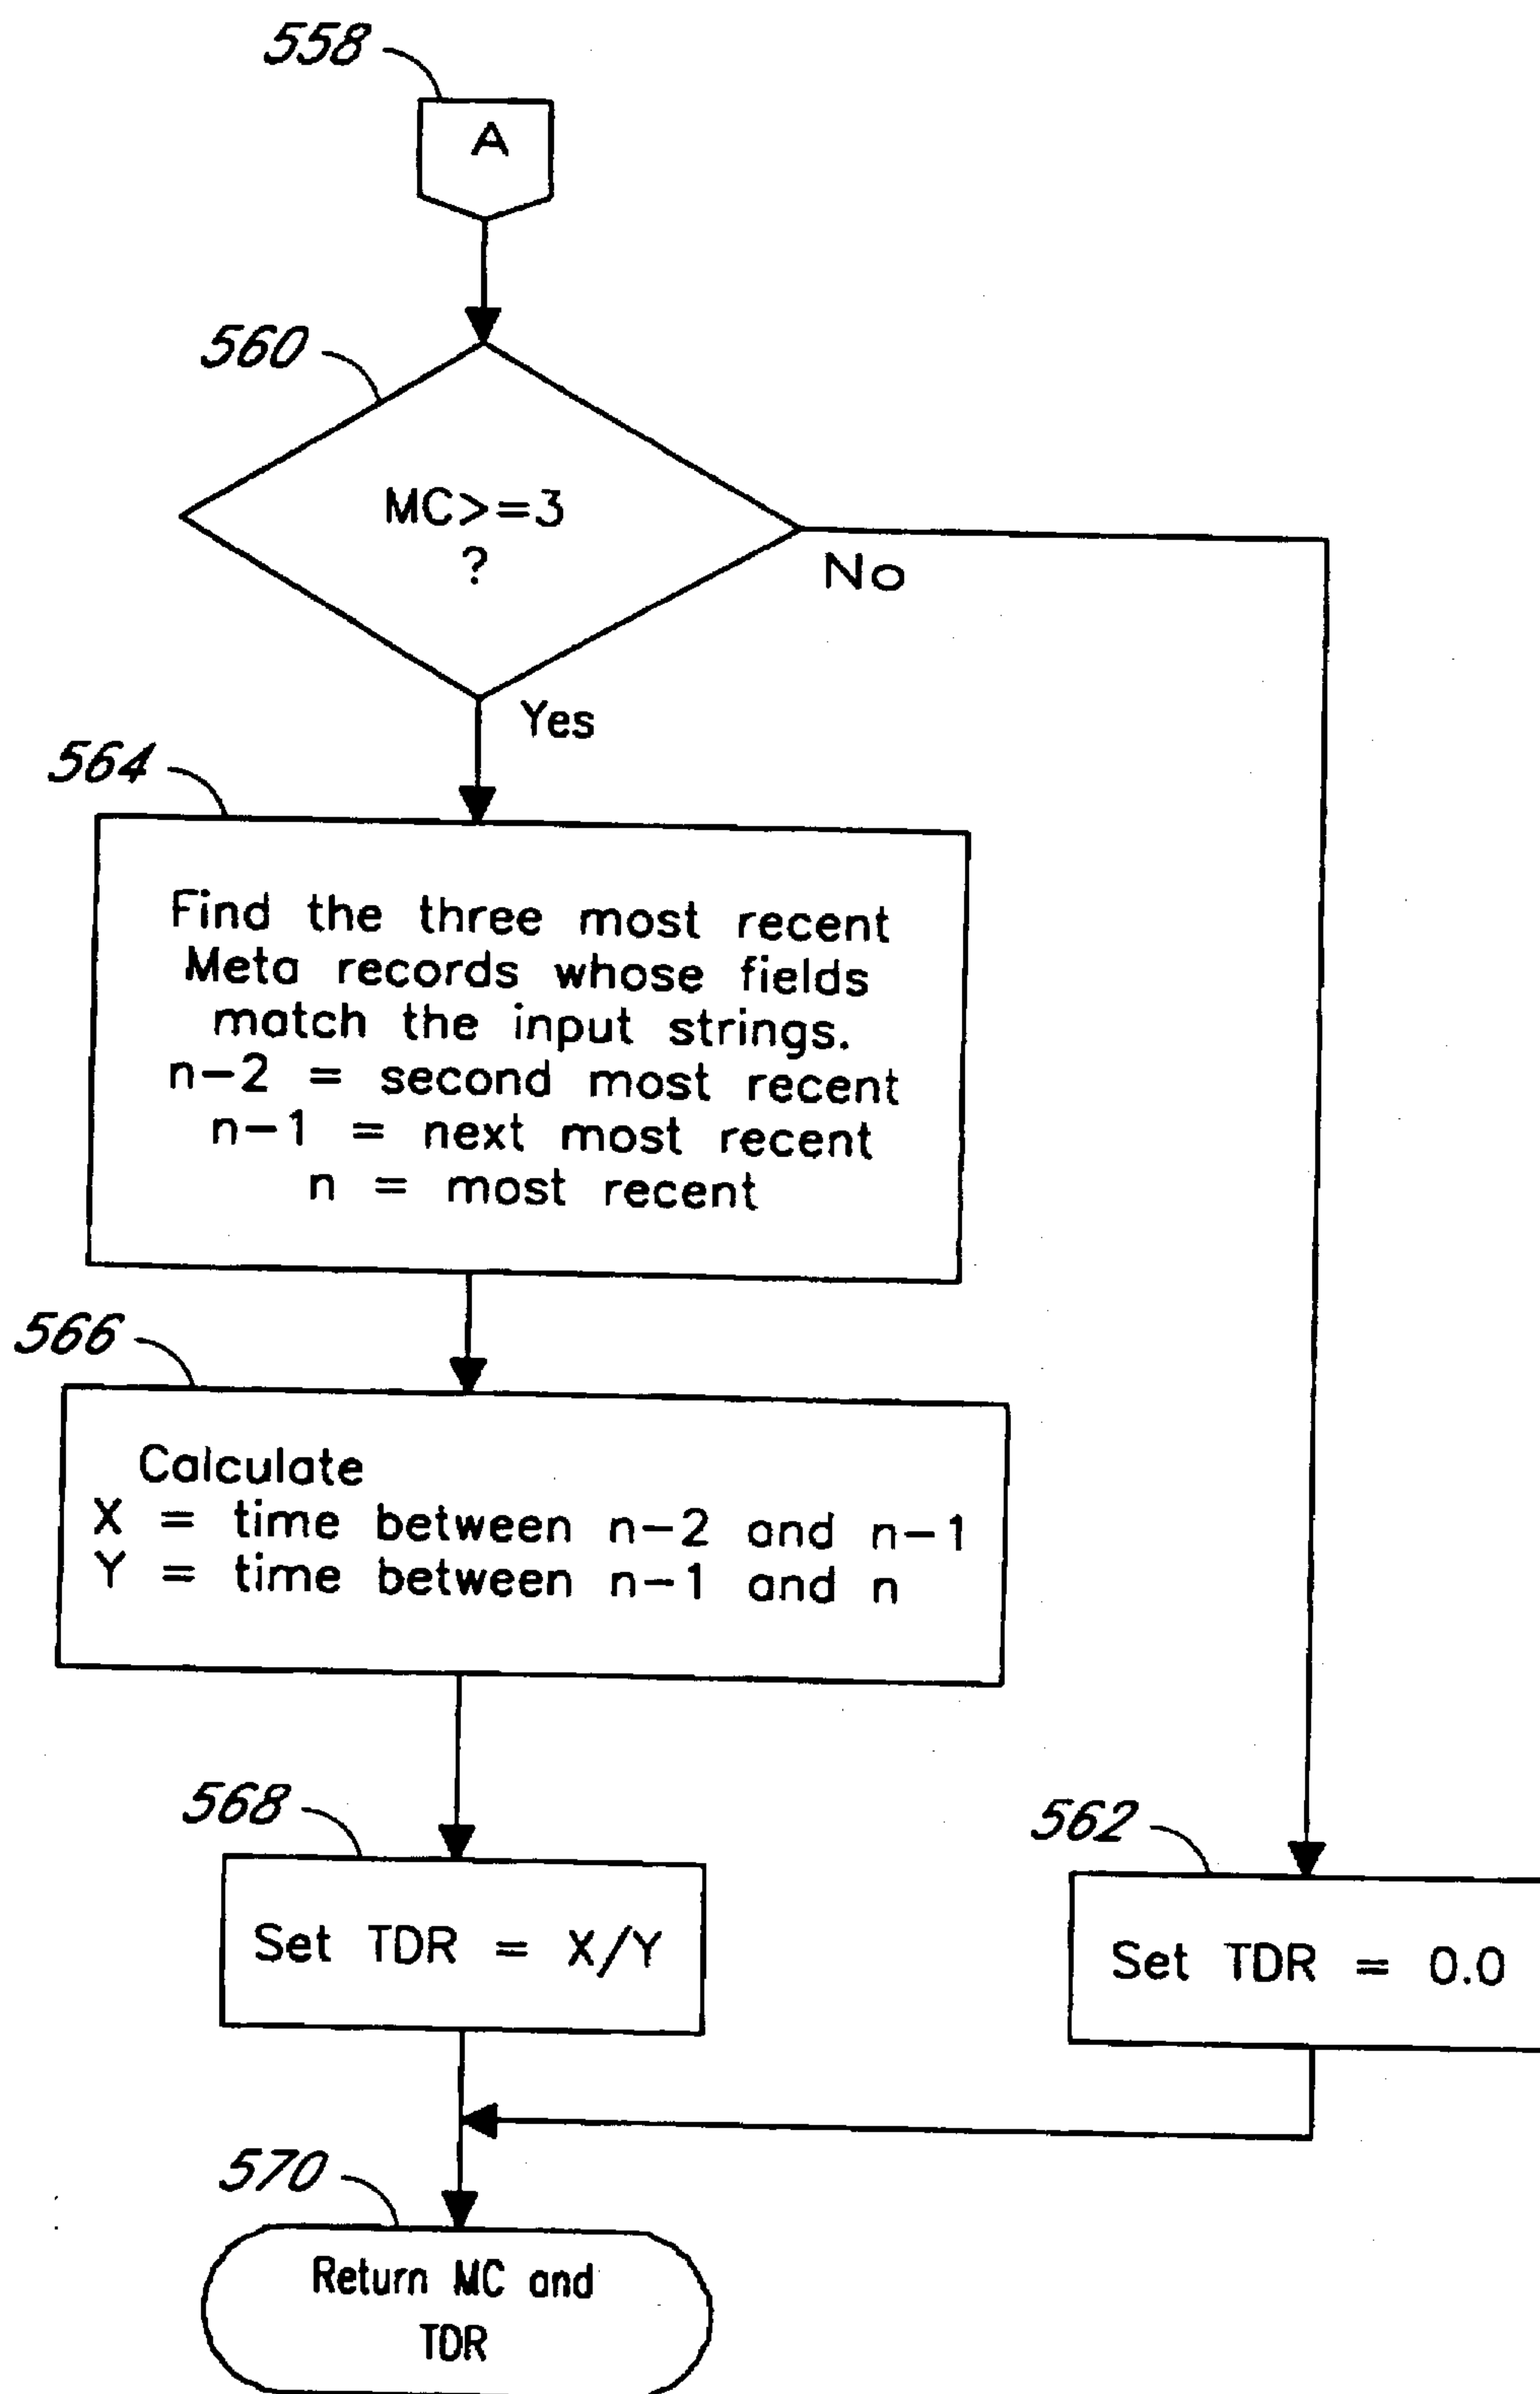 558
A
560
MC>=3
?
No
Yes
564
Find the three most recent
Meta records whose fields
match the input strings.
n-2 = second most recent
n-1 = next most recent
n = most recent
566
Calculate
X = time between n-2 and n-1
Y = time between n-1 and n
568
Set TDR = X/Y
562
Set TDR = 0.0
570
Return MC and
TDR